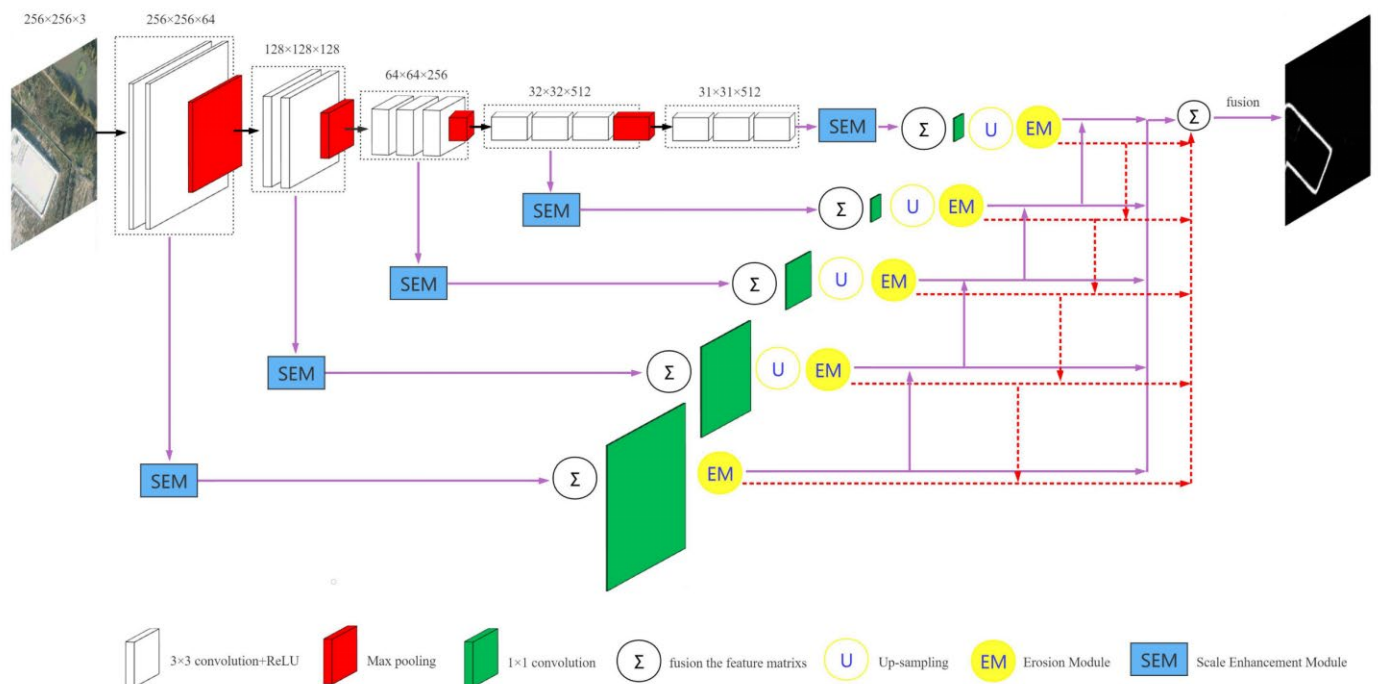 256×256×3
256×256×64
128×128×128
64×64×256
32×32×512
31×31×512
SEM
Σ
U
EM
Σ
fusion
SEM
Σ
U
EM
SEM
Σ
U
EM
SEM
Σ
U
EM
SEM
Σ
EM
3×3 convolution+ReLU
Max pooling
1×1 convolution
Σ
fusion the feature matrixs
U
Up-sampling
EM
Erosion Module
SEM
Scale Enhancement Module